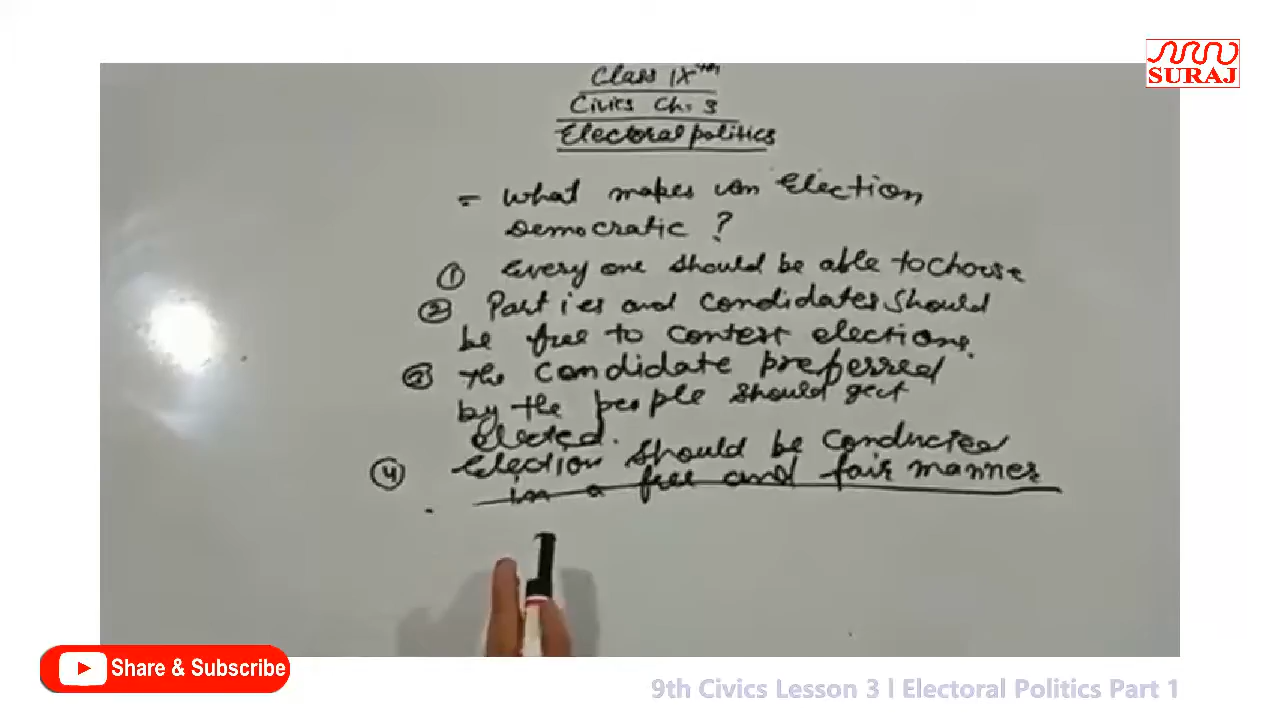 SURAJ
Class IXth
Civics Ch. 3
Electoral politics
= What makes an Election
Democratic ?
① Every one should be able to choose
② Parties and candidates should
be free to contest elections.
③ the candidate preferred
by the people should get
elected.
④ Election should be conducted
in a free and fair manner
Share & Subscribe
9th Civics Lesson 3 l Electoral Politics Part 1